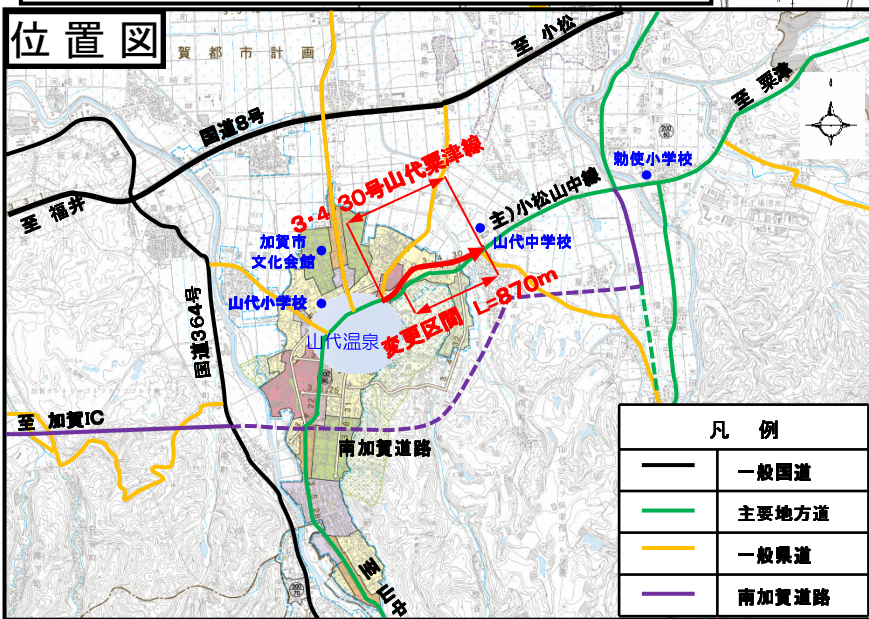 位置図
賀都市計画
至 小松
国道8号
至 粟津
勅使小学校
3・4・30号山代粟津線
主)小松山中線
至 福井
加賀市
文化会館
山代中学校
山代小学校
変更区間 L=870m
山代温泉
国道364号
至 加賀IC
南加賀道路
至 山中
凡 例
一般国道
主要地方道
一般県道
南加賀道路